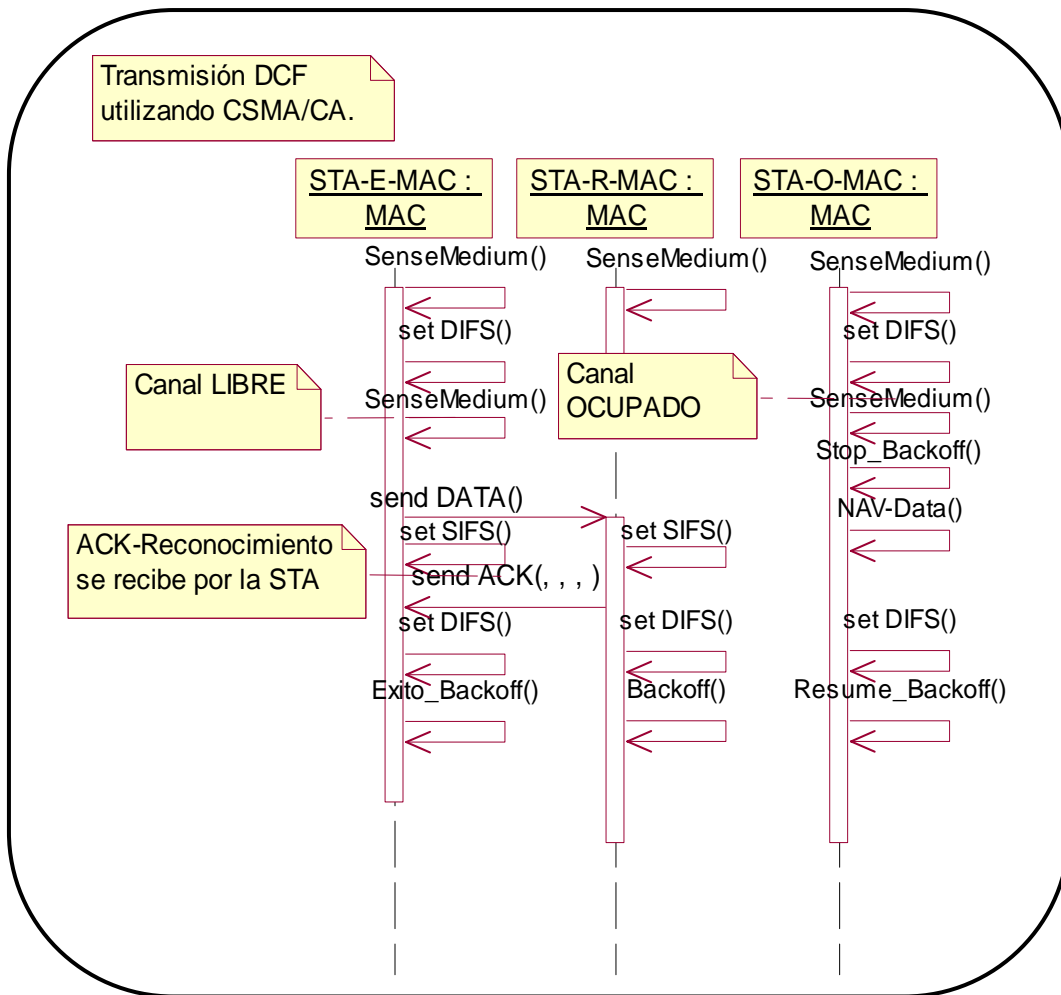 Transmisión DCF
utilizando CSMA/CA.
STA-E-MAC :
MAC
STA-R-MAC :
MAC
STA-O-MAC :
MAC
SenseMedium()
SenseMedium()
SenseMedium()
set DIFS()
set DIFS()
Canal LIBRE
Canal
OCUPADO
SenseMedium()
SenseMedium()
Stop_Backoff()
send DATA()
NAV-Data()
ACK-Reconocimiento
se recibe por la STA
set SIFS()
set SIFS()
send ACK(, , , )
set DIFS()
set DIFS()
set DIFS()
Exito_Backoff()
Backoff()
Resume_Backoff()